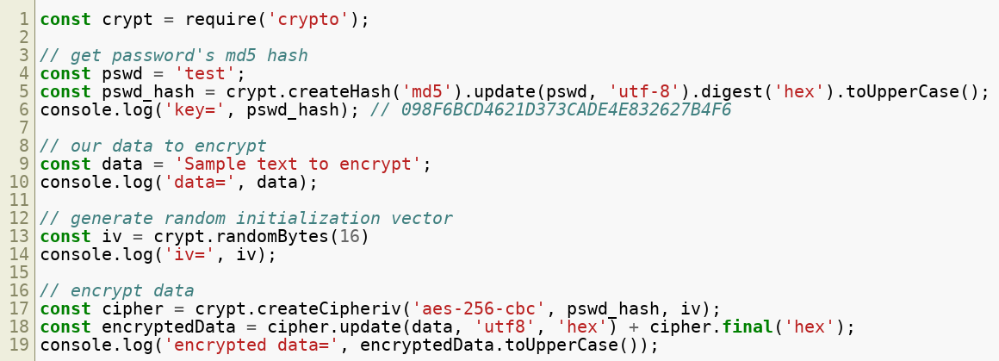 1 const crypt = require('crypto');
2
3 // get password's md5 hash
4 const pswd = 'test';
5 const pswd_hash = crypt.createHash('md5').update(pswd, 'utf-8').digest('hex').toUpperCase();
6 console.log('key=', pswd_hash); // 098F6BCD4621D373CADE4E832627B4F6
7
8 // our data to encrypt
9 const data = 'Sample text to encrypt';
10 console.log('data=', data);
11
12 // generate random initialization vector
13 const iv = crypt.randomBytes(16)
14 console.log('iv=', iv);
15
16 // encrypt data
17 const cipher = crypt.createCipheriv('aes-256-cbc', pswd_hash, iv);
18 const encryptedData = cipher.update(data, 'utf8', 'hex') + cipher.final('hex');
19 console.log('encrypted data=', encryptedData.toUpperCase());